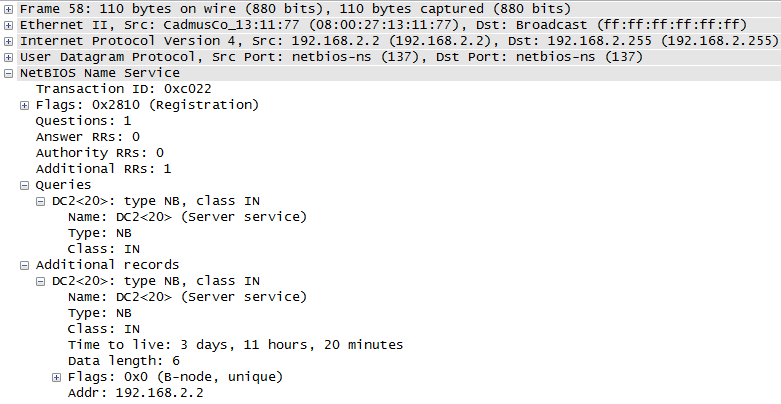 Frame 58: 110 bytes on wire (880 bits), 110 bytes captured (880 bits)
Ethernet II, Src: CadmusCo_13:11:77 (08:00:27:13:11:77), Dst: Broadcast (ff:ff:ff:ff:ff:ff)
Internet Protocol Version 4, Src: 192.168.2.2 (192.168.2.2), Dst: 192.168.2.255 (192.168.2.255)
User Datagram Protocol, Src Port: netbios-ns (137), Dst Port: netbios-ns (137)
NetBIOS Name Service
Transaction ID: 0xc022
Flags: 0x2810 (Registration)
Questions: 1
Answer RRs: 0
Authority RRs: 0
Additional RRs: 1
Queries
DC2<20>: type NB, class IN
Name: DC2<20> (Server service)
Type: NB
Class: IN
Additional records
DC2<20>: type NB, class IN
Name: DC2<20> (Server service)
Type: NB
Class: IN
Time to live: 3 days, 11 hours, 20 minutes
Data length: 6
Flags: 0x0 (B-node, unique)
Addr: 192.168.2.2